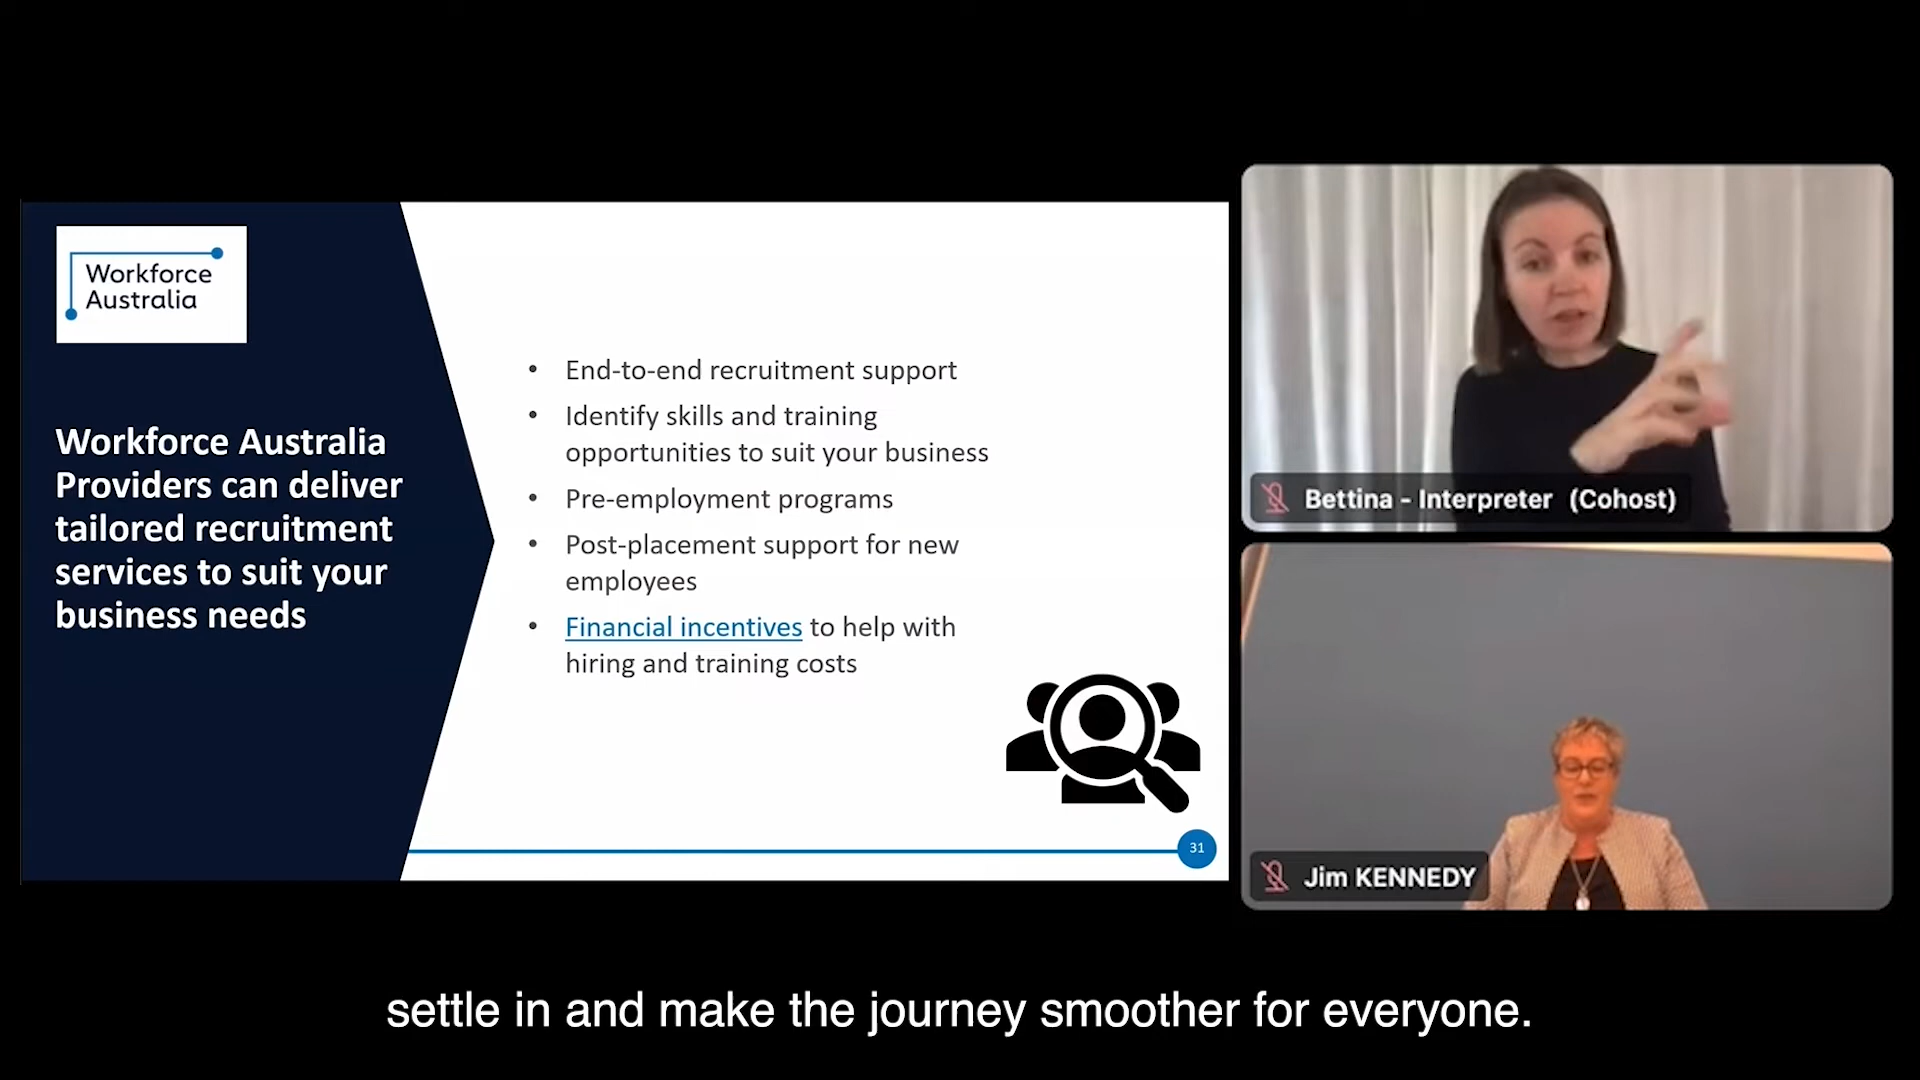 Workforce
Australia
Workforce Australia
Providers can deliver
tailored recruitment
services to suit your
business needs
• End-to-end recruitment support
• Identify skills and training
opportunities to suit your business
• Pre-employment programs
• Post-placement support for new
employees
• Financial incentives to help with
hiring and training costs
31
Bettina - Interpreter (Cohost)
Jim KENNEDY
settle in and make the journey smoother for everyone.